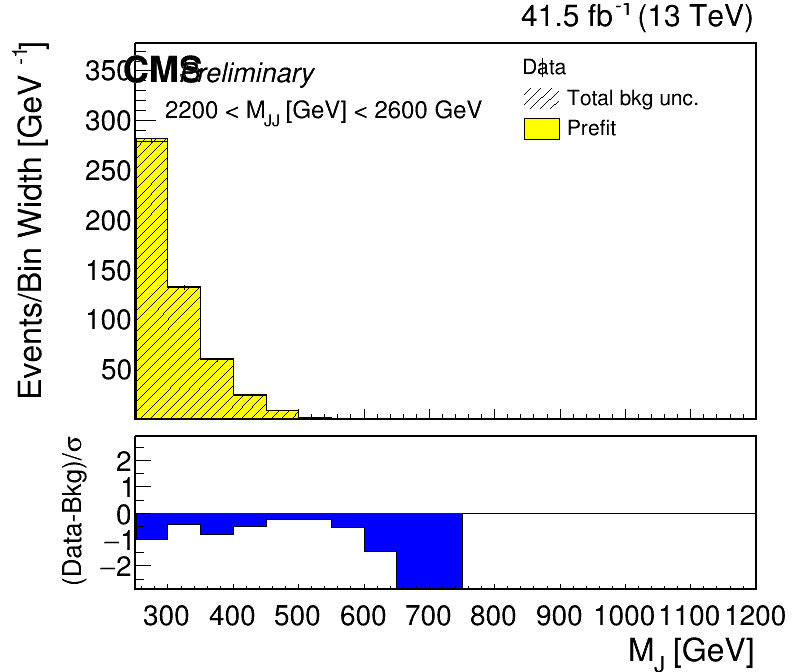 41.5 fb-1 (13 TeV)
CMS Preliminary
2200 < MJJ [GeV] < 2600 GeV
Data
Total bkg unc.
Prefit
Events/Bin Width [GeV-1]
350
300
250
200
150
100
50
(Data-Bkg)/σ
2
1
0
−1
−2
300 400 500 600 700 800 900 1000 1100 1200
MJ [GeV]